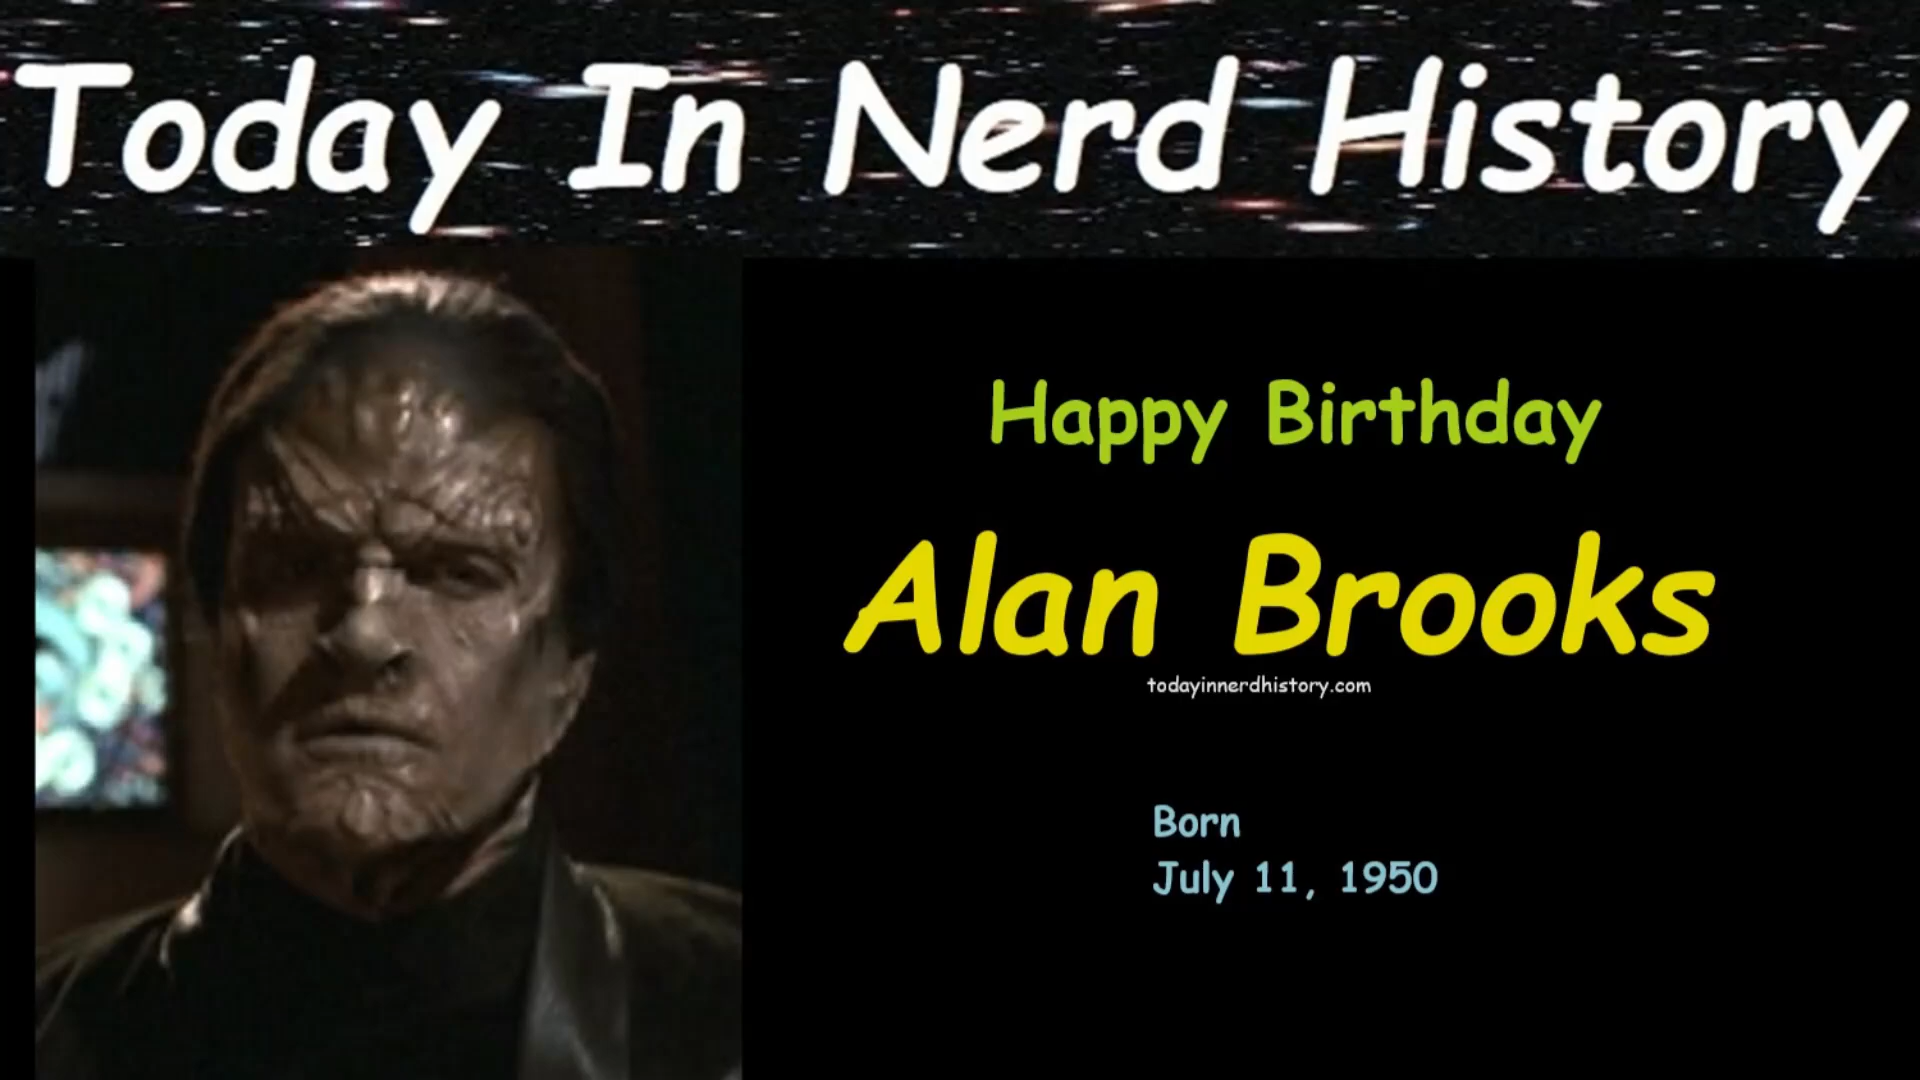 Today In Nerd History
Happy Birthday
Alan Brooks
todayinnerdhistory.com
Born
July 11, 1950